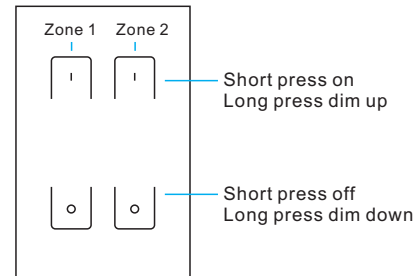 Zone 1 Zone 2
Short press on
Long press dim up
Short press off
Long press dim down